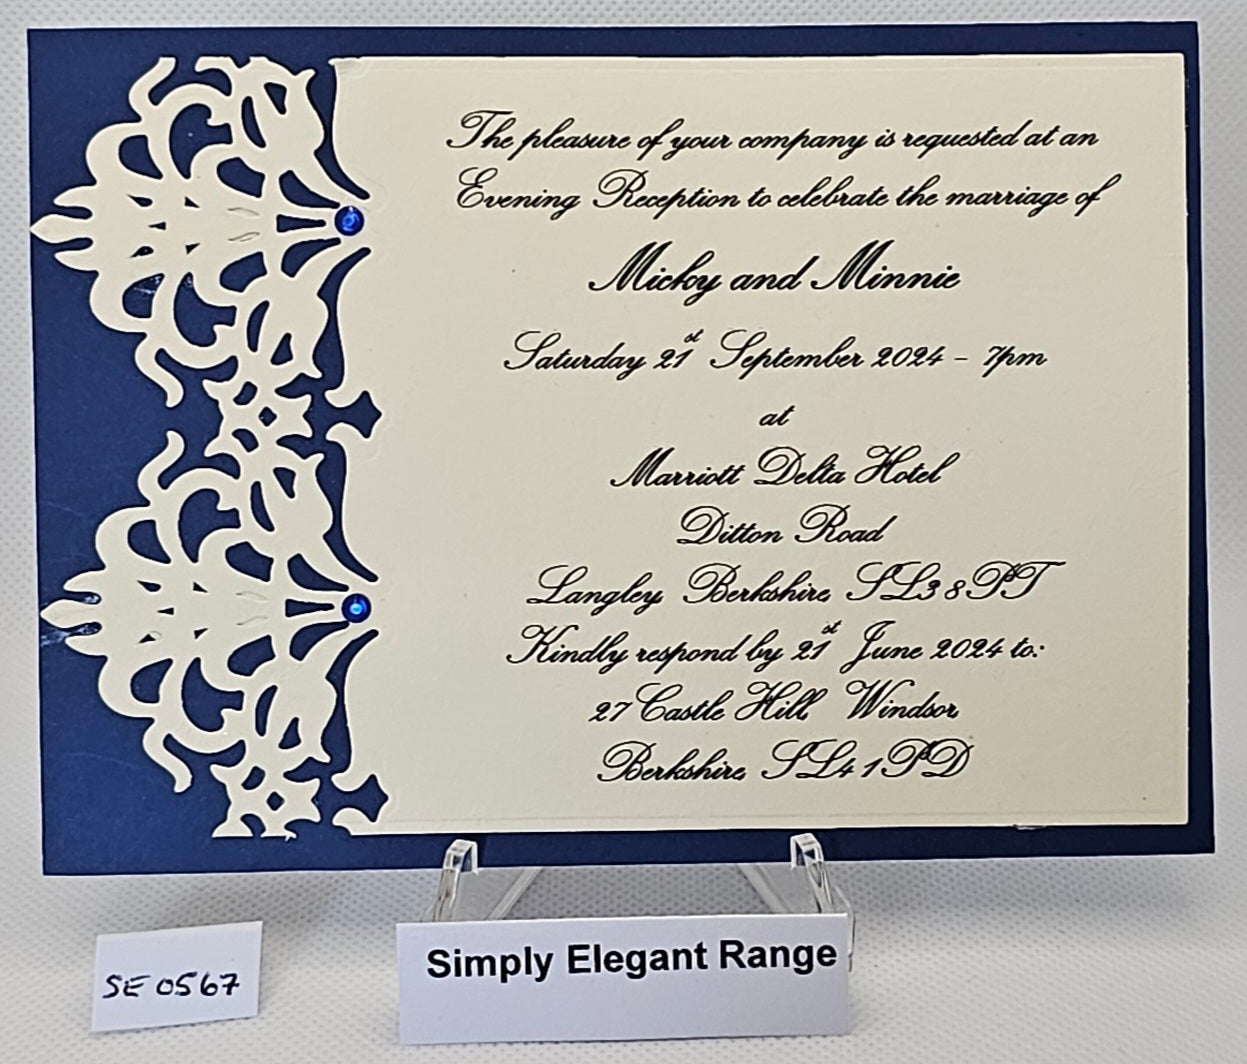 The pleasure of your company is requested at an
Evening Reception to celebrate the marriage of
Micky and Minnie
Saturday 21st September 2024 - 7pm
at
Marriott Delta Hotel
Ditton Road
Langley, Berkshire, SL3 8PT
Kindly respond by 21st June 2024 to:
27 Castle Hill, Windsor,
Berkshire, SL4 1PD
Simply Elegant Range
SE 0567